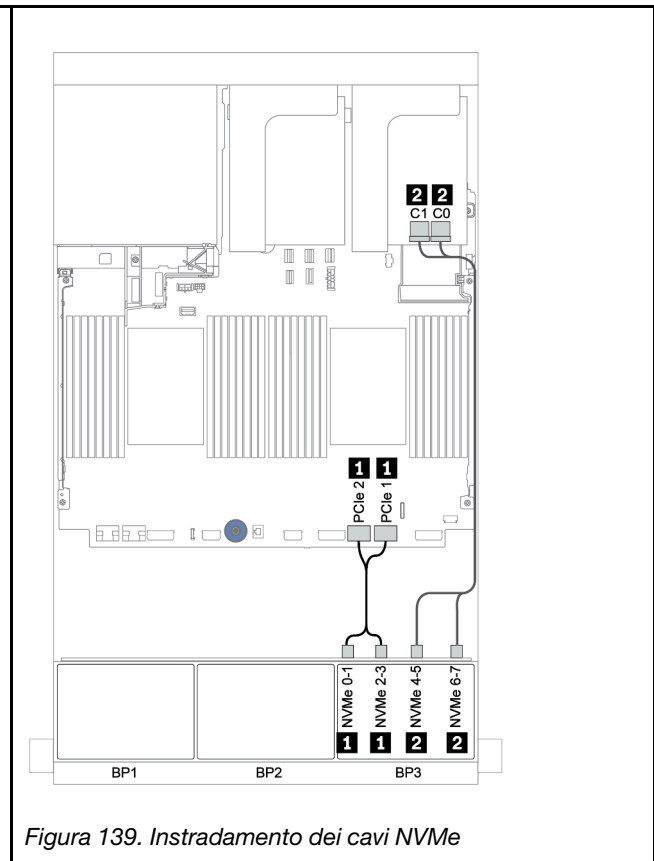 2 2
C1 C0
1 1
PCIe 2
PCIe 1
NVMe 0-1
NVMe 2-3
NVMe 4-5
NVMe 6-7
1 1 2 2
BP1 BP2 BP3
Figura 139. Instradamento dei cavi NVMe